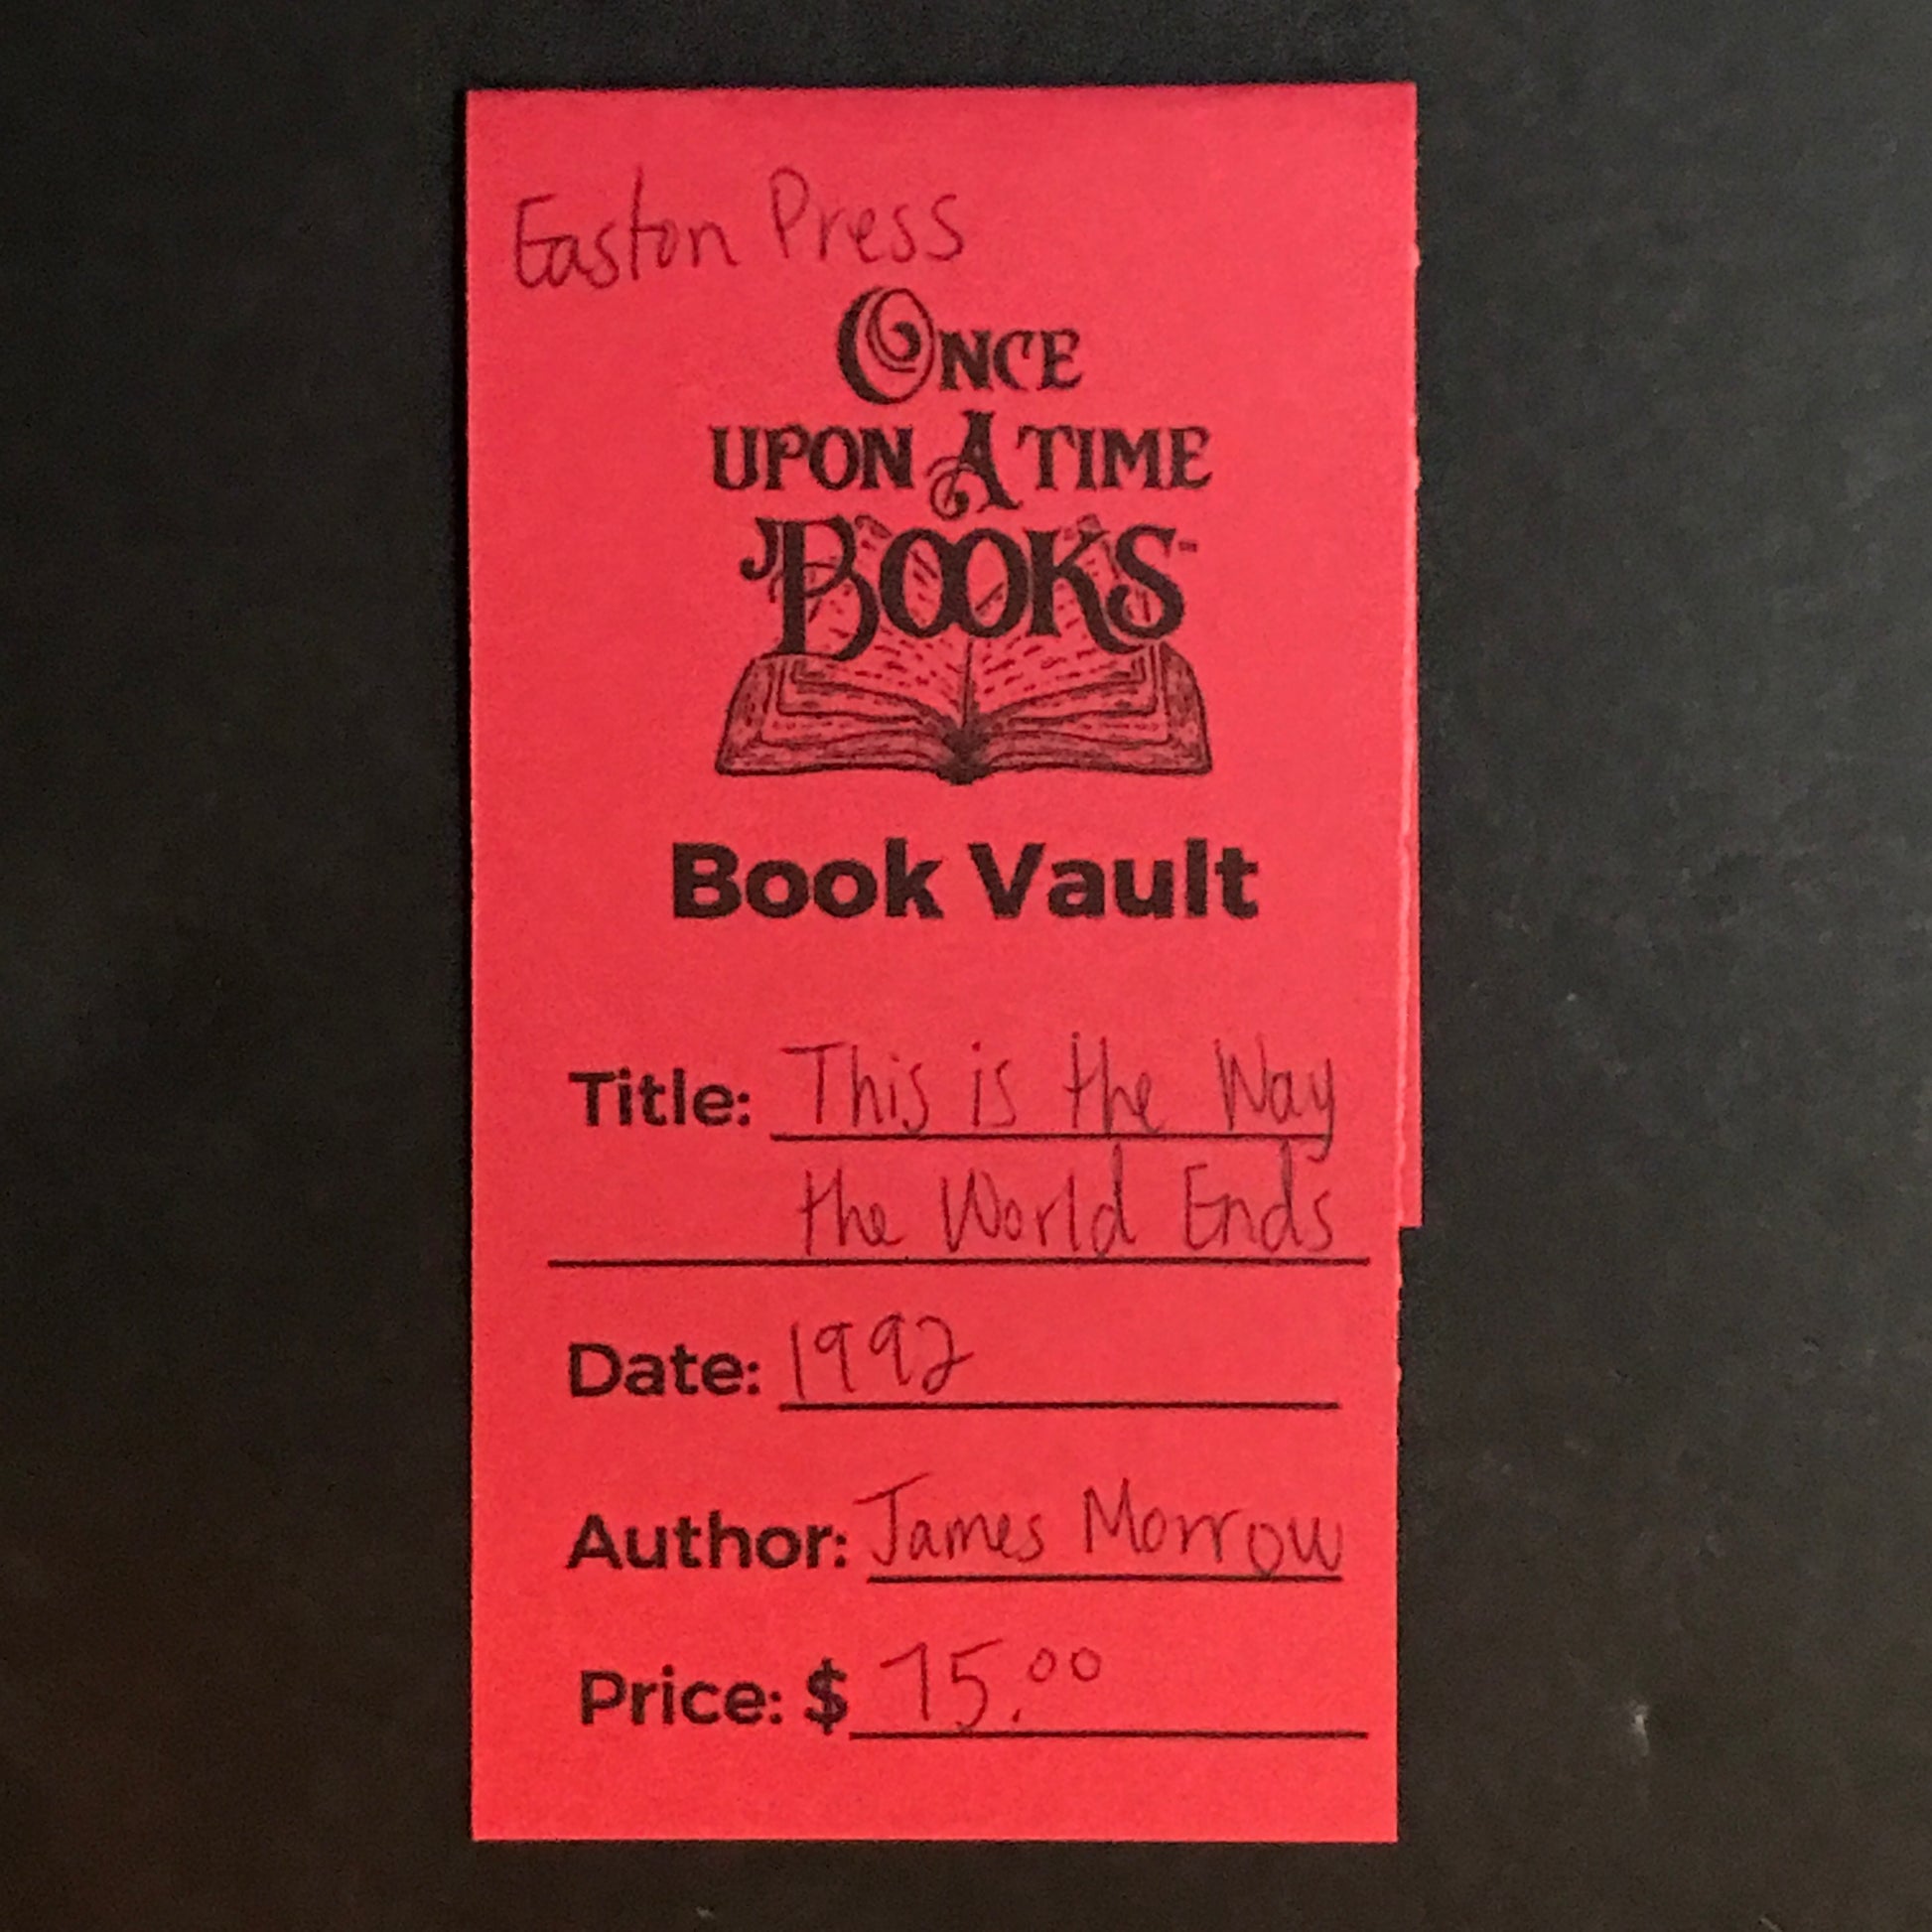 Easton Press
ONCE
UPON A TIME
BOOKS™
Book Vault
Title: This is the Way
the World Ends
Date: 1992
Author: James Morrow
Price: $ 75.00